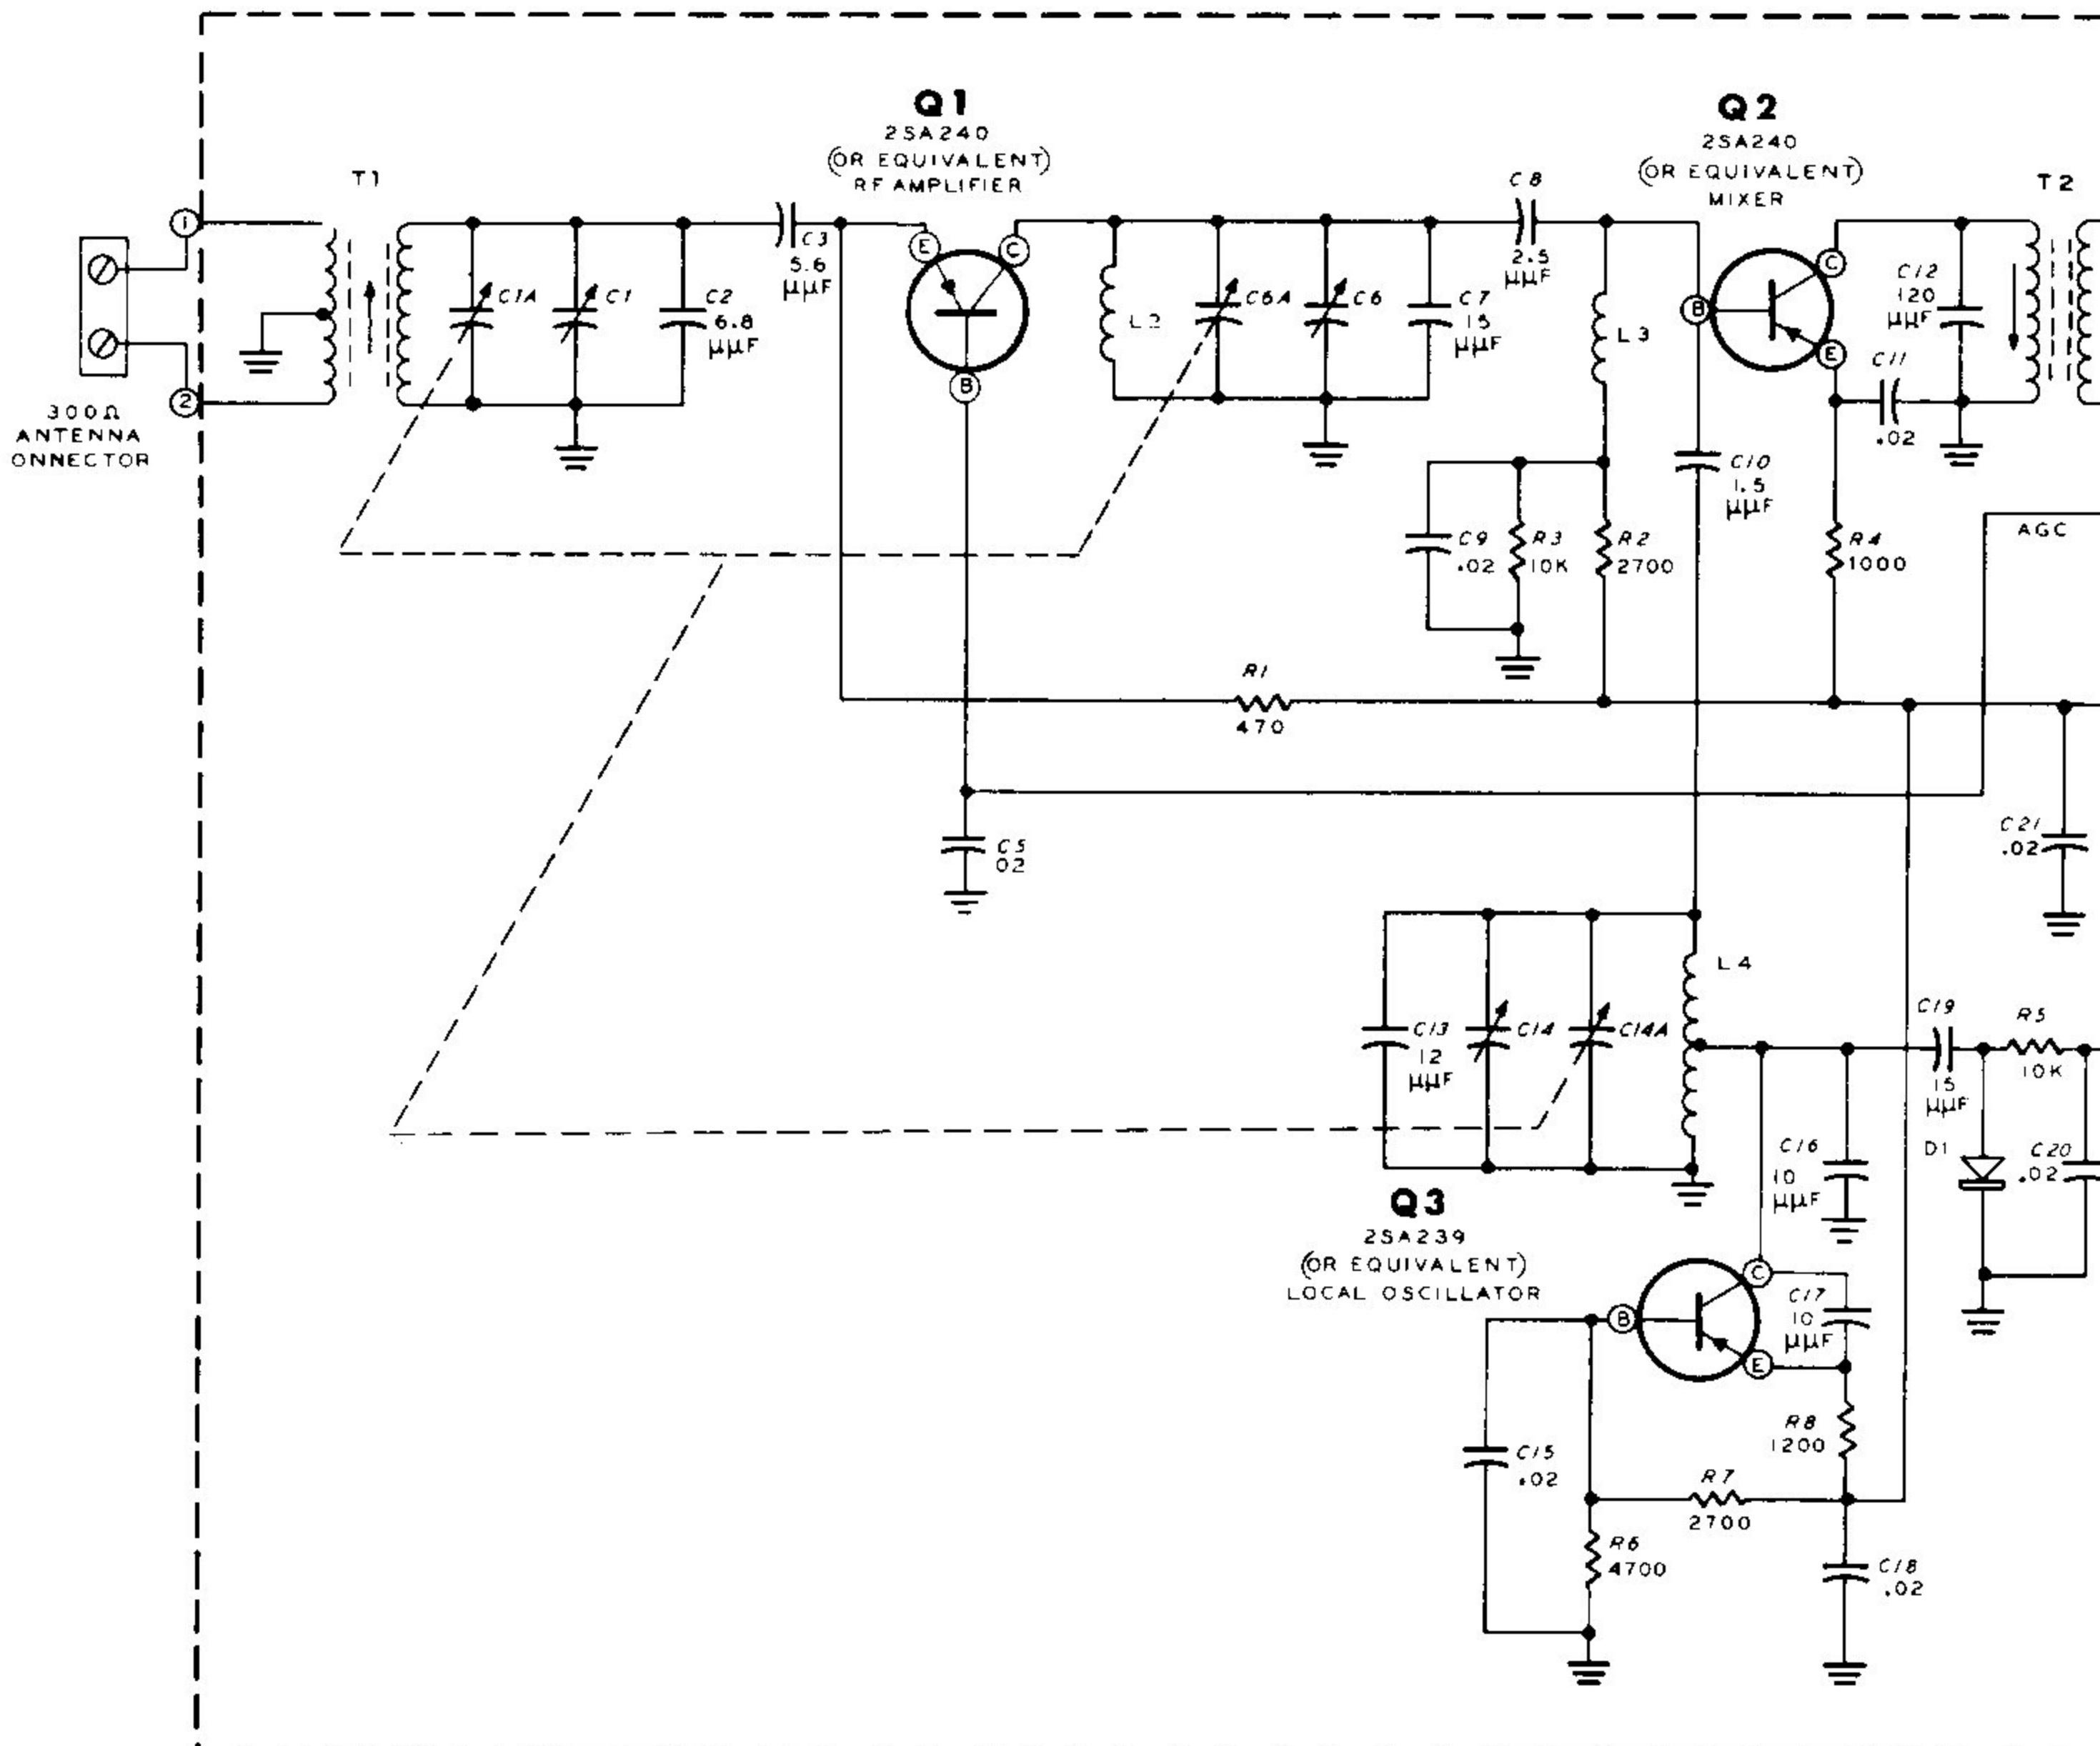 Q1
2SA240
(OR EQUIVALENT)
RF AMPLIFIER
Q2
2SA240
(OR EQUIVALENT)
MIXER
T1
T2
1
2
300Ω
ANTENNA
ONNECTOR
C1A
C1
C2
6.8
µµF
C3
5.6
µµF
E
C
B
L2
C6A
C6
C7
15
µµF
C8
2.5
µµF
L3
B
C
E
C12
120
µµF
C11
.02
C10
1.5
µµF
C9
.02
R3
10K
R2
2700
R4
1000
AGC
R1
470
C5
02
C21
.02
L4
C13
12
µµF
C14
C14A
C19
15
µµF
R5
10K
C16
10
µµF
D1
C20
.02
Q3
2SA239
(OR EQUIVALENT)
LOCAL OSCILLATOR
B
C
E
C17
10
µµF
R8
1200
C15
.02
R7
2700
R6
4700
C18
.02